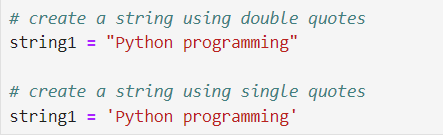 # create a string using double quotes
string1 = "Python programming"
# create a string using single quotes
string1 = 'Python programming'